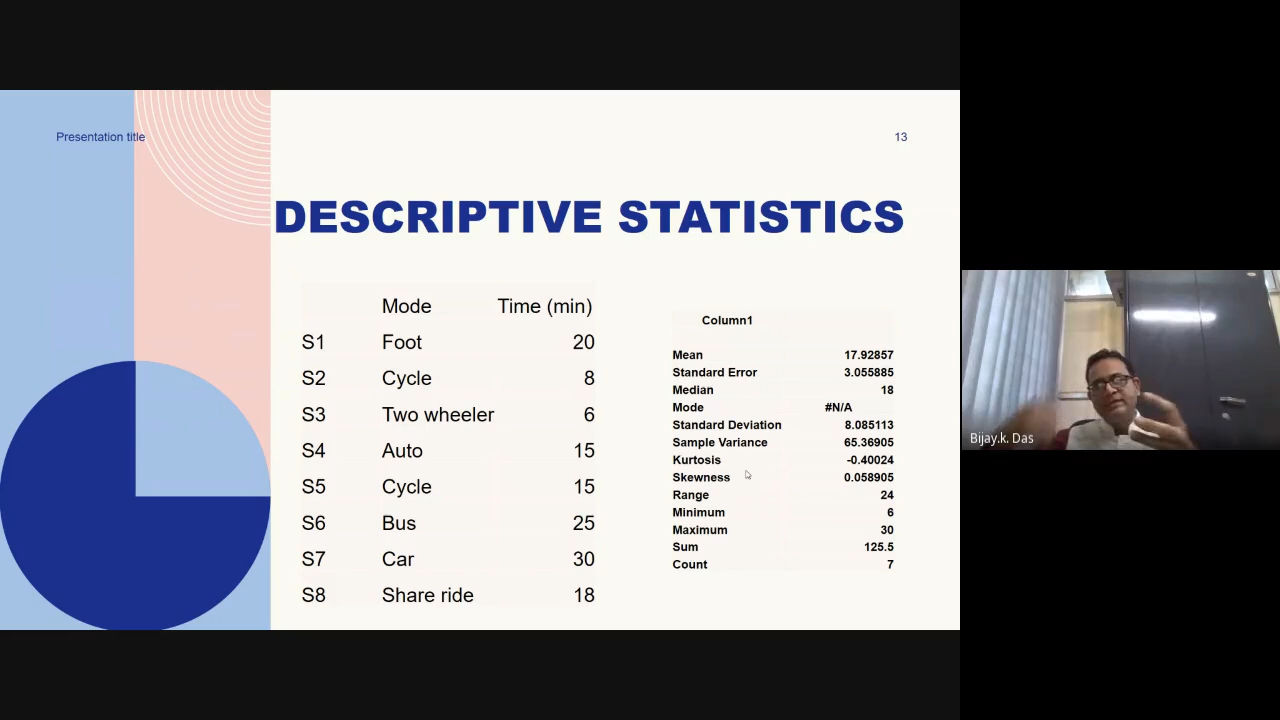 Presentation title
13
DESCRIPTIVE STATISTICS
Mode Time (min)
S1 Foot 20
S2 Cycle 8
S3 Two wheeler 6
S4 Auto 15
S5 Cycle 15
S6 Bus 25
S7 Car 30
S8 Share ride 18
Column1
Mean 17.92857
Standard Error 3.055885
Median 18
Mode #N/A
Standard Deviation 8.085113
Sample Variance 65.36905
Kurtosis -0.40024
Skewness 0.058905
Range 24
Minimum 6
Maximum 30
Sum 125.5
Count 7
Bijay.k. Das